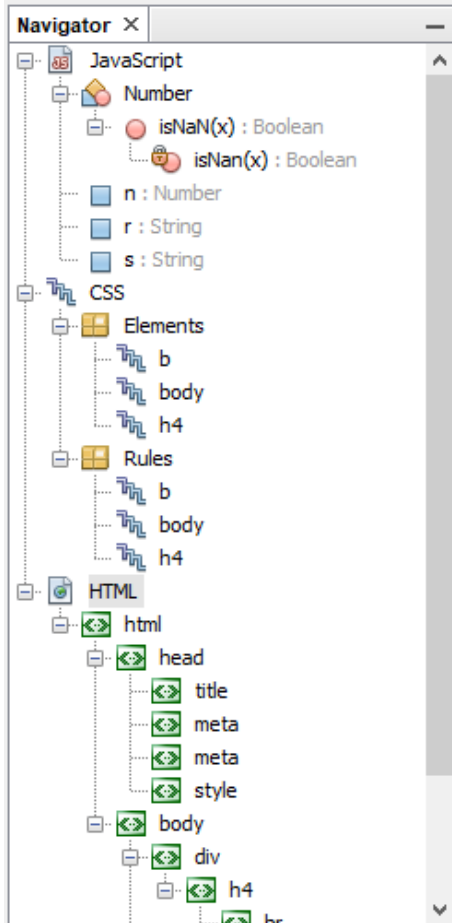 Navigator ×
JavaScript
Number
isNaN(x) : Boolean
isNan(x) : Boolean
n : Number
r : String
s : String
CSS
Elements
b
body
h4
Rules
b
body
h4
HTML
html
head
title
meta
meta
style
body
div
h4